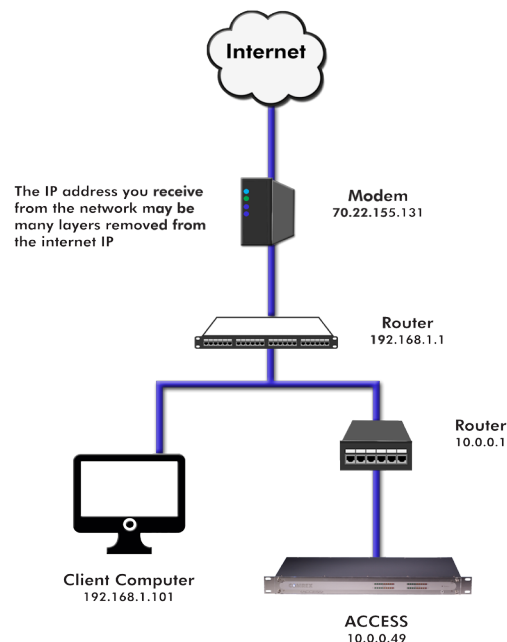 Internet
The IP address you receive
from the network may be
many layers removed from
the internet IP
Modem
70.22.155.131
Router
192.168.1.1
Router
10.0.0.1
Client Computer
192.168.1.101
ACCESS
10.0.0.49